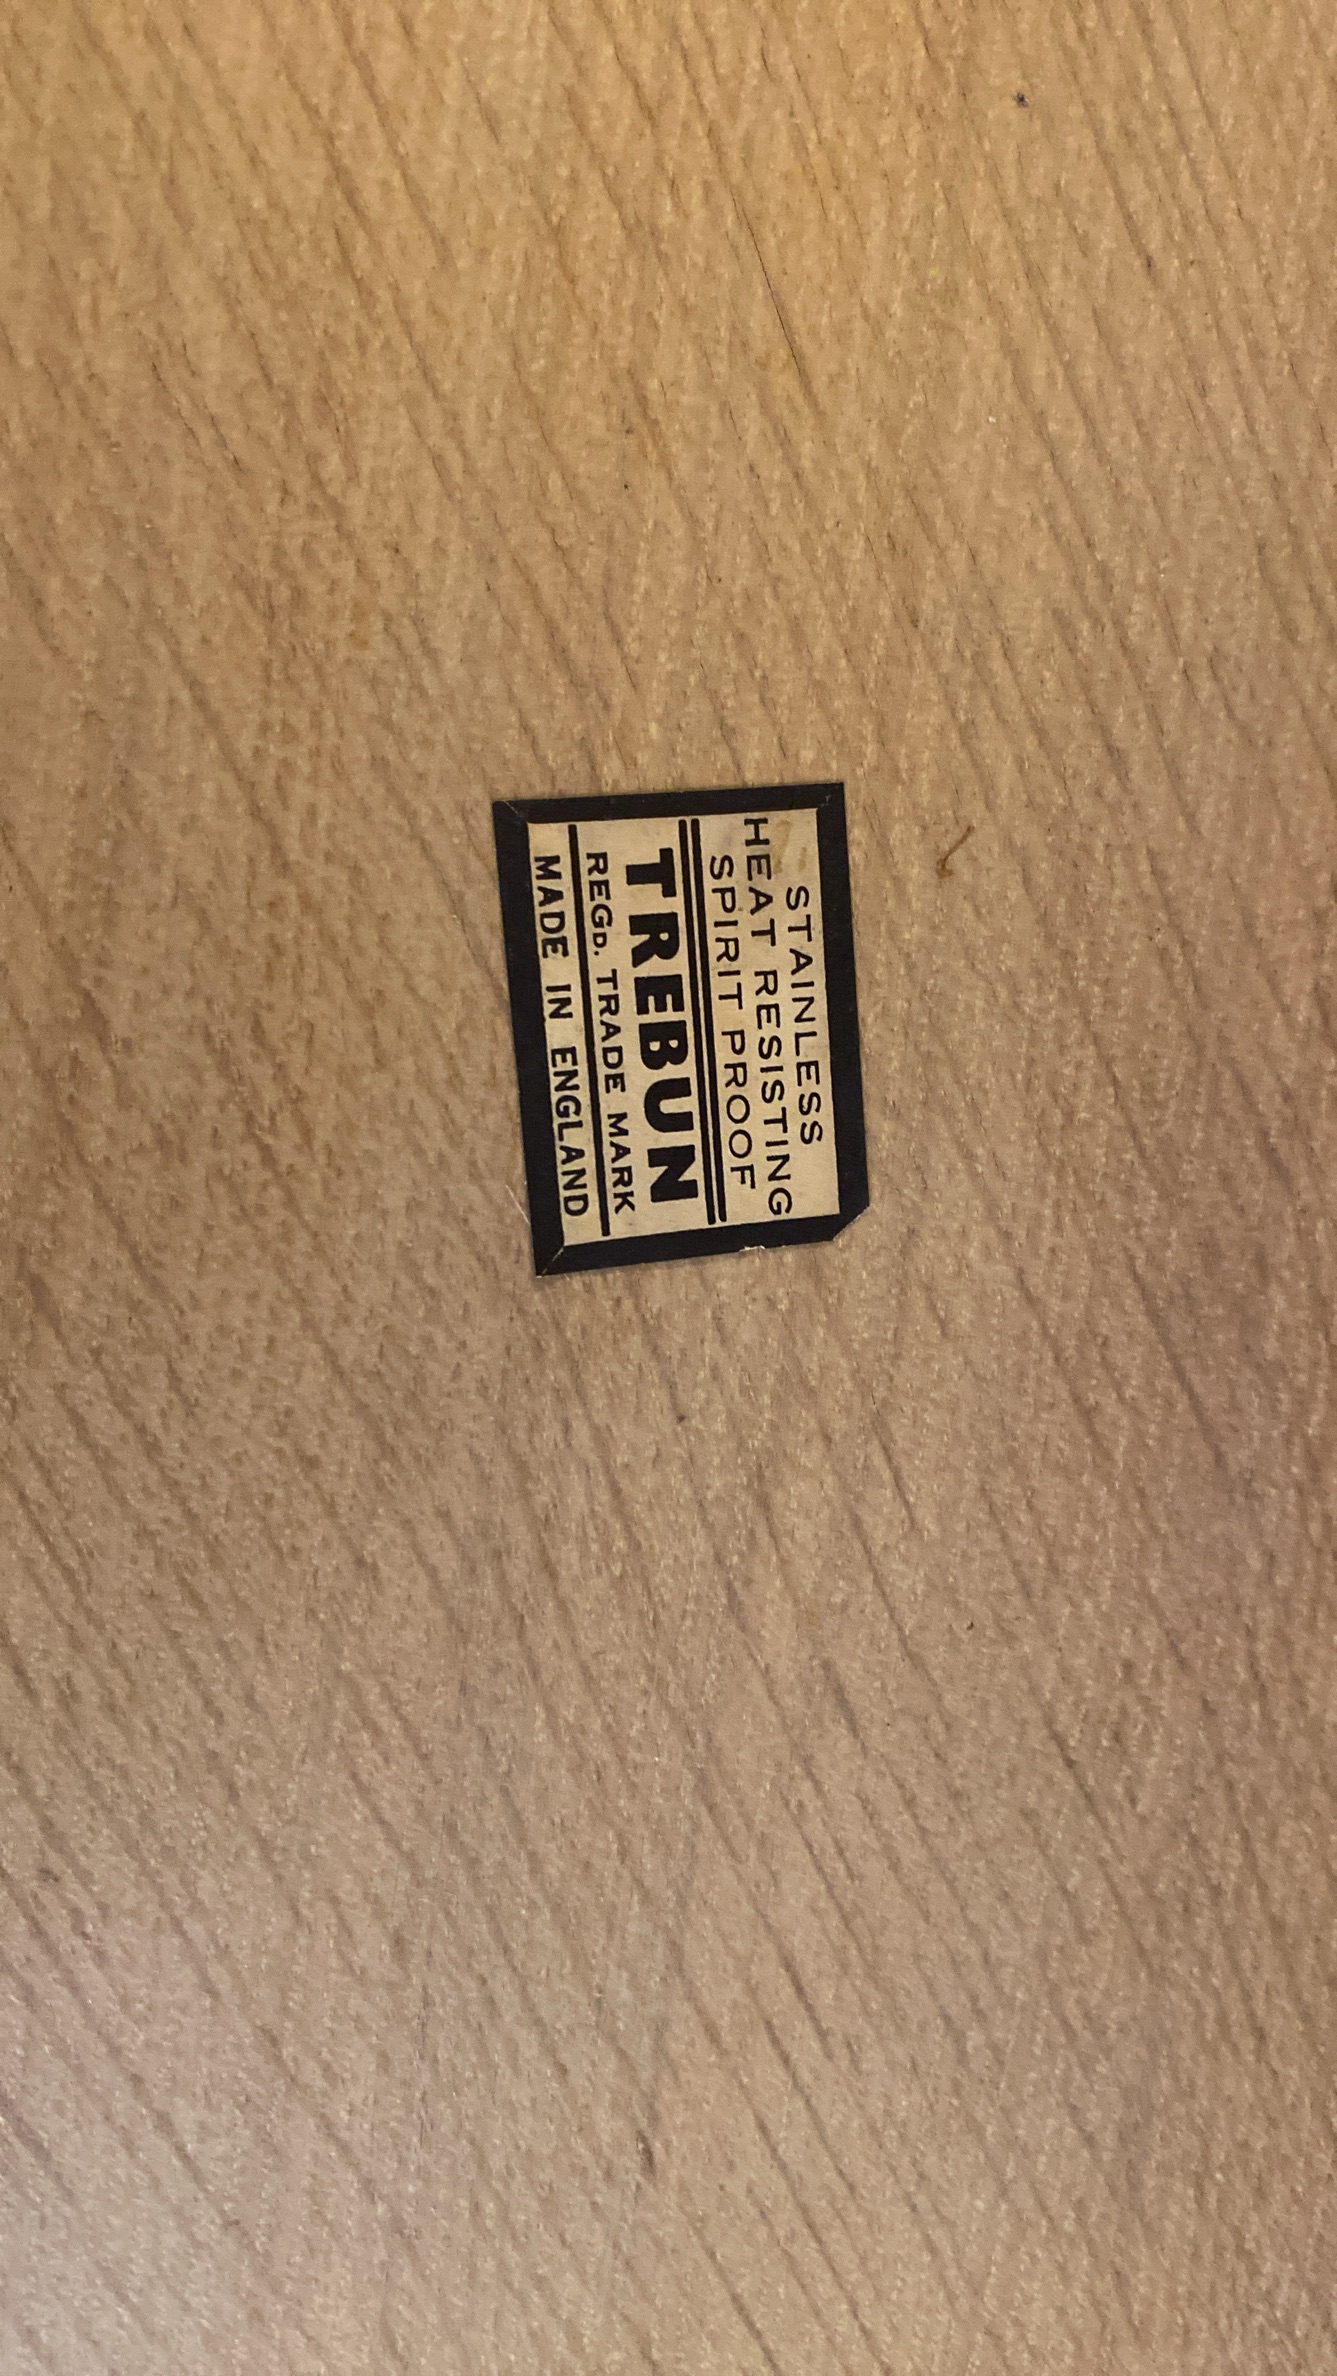 STAINLESS
HEAT RESISTING
SPIRIT PROOF
TREBUN
REGD. TRADE MARK
MADE IN ENGLAND